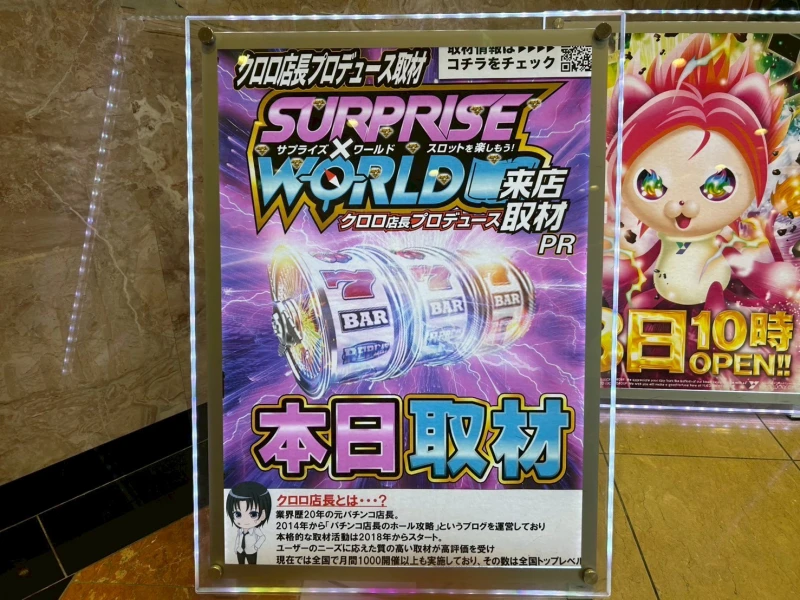 クロロ店長プロデュース取材
取材情報は▶▶▶▶
コチラをチェック
SURPRISE
サプライズ×ワールド スロットを楽しもう!
WORLD
来店
取材
クロロ店長プロデュース
PR
7
BAR
7
BAR
BAR
本日取材
クロロ店長とは・・・?
業界歴20年の元パチンコ店長。
2014年から「パチンコ店長のホール攻略」というブログを運営しており
本格的な取材活動は2018年からスタート。
ユーザーのニーズに応えた質の高い取材が高評価を受け
現在では全国で月間1000開催以上も実施しており、その数は全国トップレベル
日10時
OPEN!!